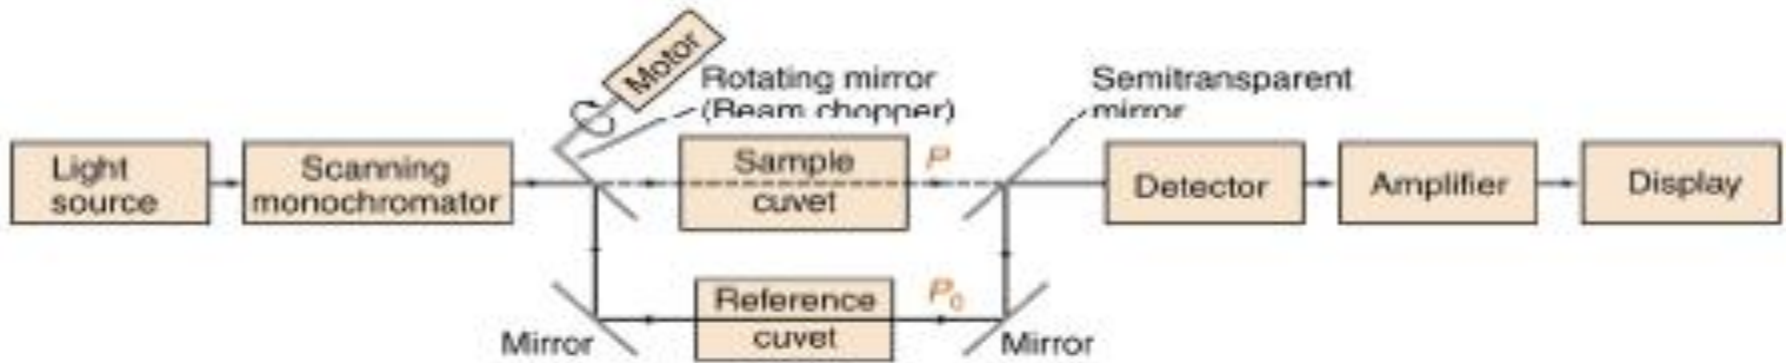 Motor
Rotating mirror
(Beam chopper)
Semitransparent
mirror
Light
source
Scanning
monochromator
Sample
cuvet
P
Detector
Amplifier
Display
Reference
cuvet
P₀
Mirror
Mirror